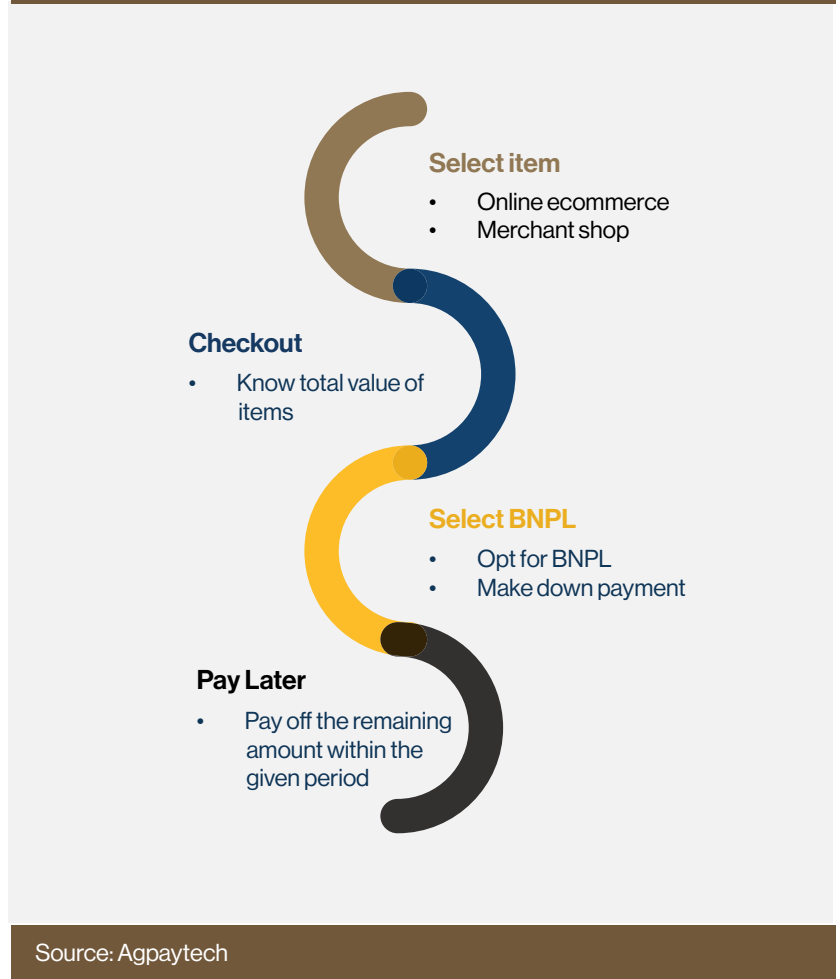 Select item
• Online ecommerce
• Merchant shop
Checkout
• Know total value of
items
Select BNPL
• Opt for BNPL
• Make down payment
Pay Later
• Pay off the remaining
amount within the
given period
Source: Agpaytech